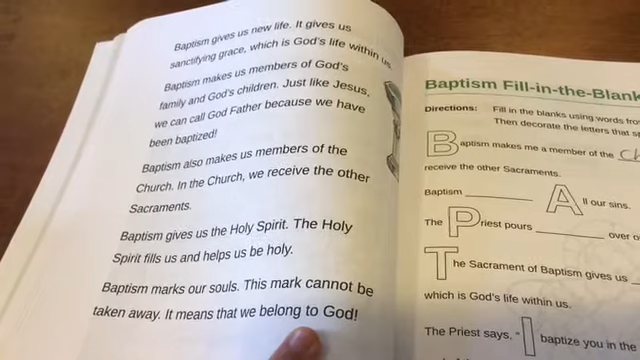 Baptism gives us new life. It gives us
sanctifying grace, which is God's life within us.
Baptism makes us members of God's
family and God's children. Just like Jesus,
we can call God Father because we have
been baptized!
Baptism also makes us members of the
Church. In the Church, we receive the other
Sacraments.
Baptism gives us the Holy Spirit. The Holy
Spirit fills us and helps us be holy.
Baptism marks our souls. This mark cannot be
taken away. It means that we belong to God!
Baptism Fill-in-the-Blank
Directions: Fill in the blanks using words
Then decorate the letters that
Baptism makes me a member of the Ch
receive the other Sacraments.
Baptism ________ All our sins.
The Priest pours ________ over
The Sacrament of Baptism gives us
which is God's life within us.
The Priest says, "I baptize you in the